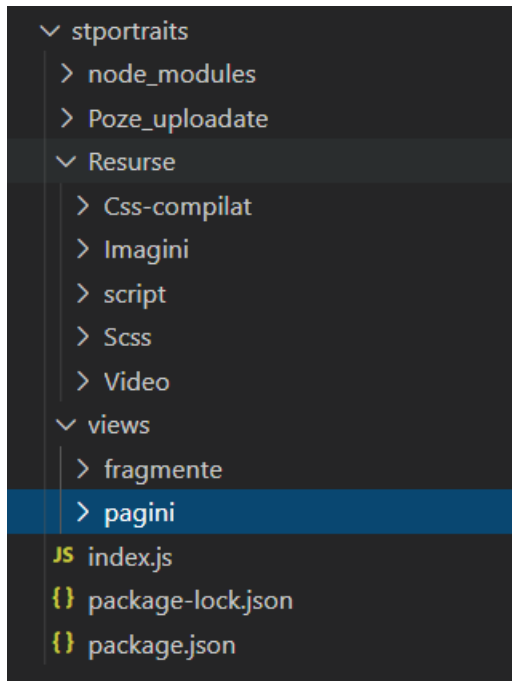 stportraits
node_modules
Poze_uploadate
Resurse
Css-compilat
Imagini
script
Scss
Video
views
fragmente
pagini
JS index.js
{} package-lock.json
{} package.json